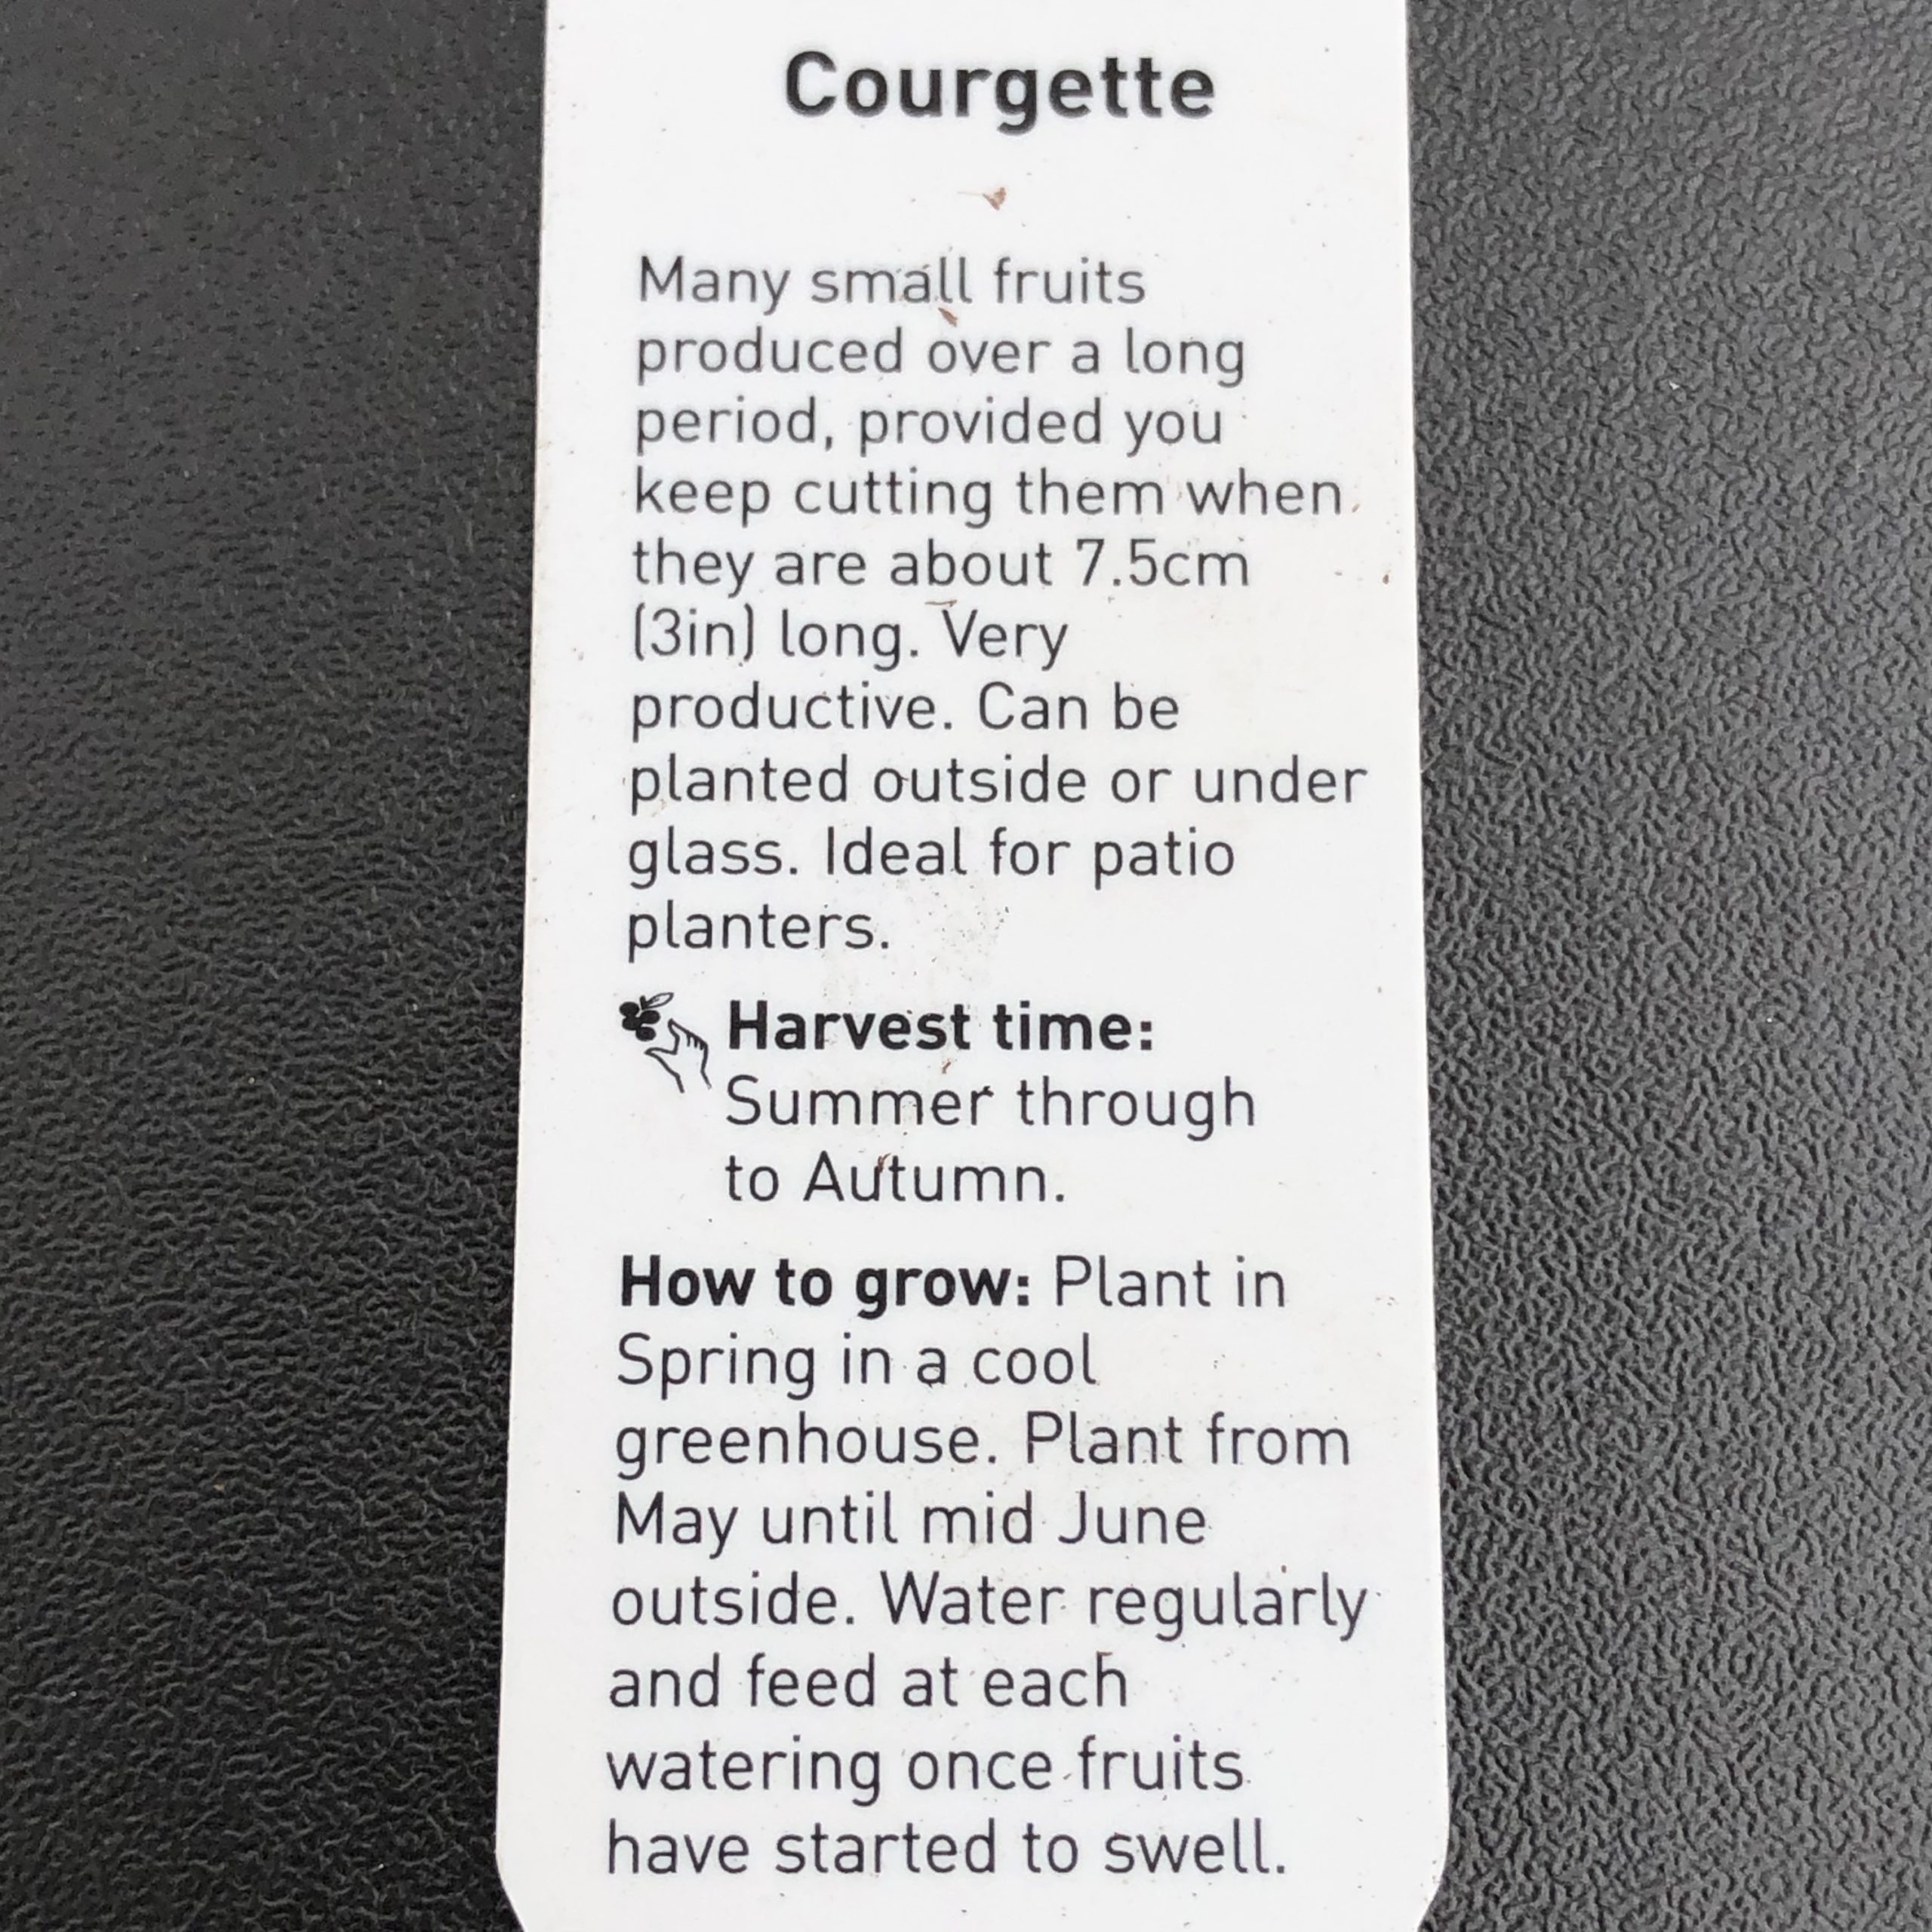 Courgette
Many small fruits
produced over a long
period, provided you
keep cutting them when
they are about 7.5cm
(3in) long. Very
productive. Can be
planted outside or under
glass. Ideal for patio
planters.
Harvest time:
Summer through
to Autumn.
How to grow: Plant in
Spring in a cool
greenhouse. Plant from
May until mid June
outside. Water regularly
and feed at each
watering once fruits
have started to swell.